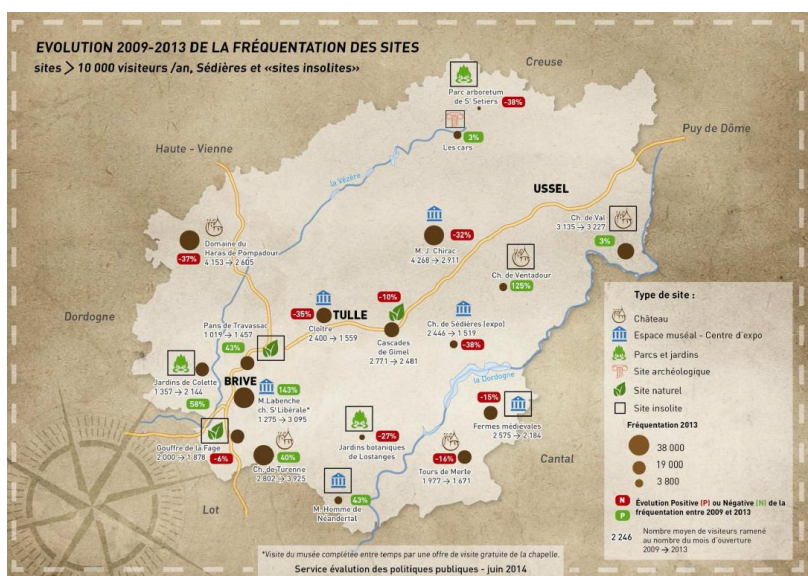 EVOLUTION 2009-2013 DE LA FRÉQUENTATION DES SITES
sites > 10 000 visiteurs /an, Sédières et «sites insolites»
Creuse
Parc arboretum
de St Setiers
-38%
Puy de Dôme
Haute - Vienne
la Vézère
3%
Les cars
USSEL
Ch. de Val
3 135 → 3 227
3%
Domaine du
Haras de Pompadour
-37%
4 153 → 2 605
-32%
M. J. Chirac
4 268 → 2 911
Ch. de Ventadour
125%
-10%
-35%
TULLE
Cloître
2 400 → 1 559
Cascades
de Gimel
2 771 → 2 481
Ch. de Sédières (expo)
2 446 → 1 519
-38%
Dordogne
Pans de Travassac
1 019 → 1 457
43%
Jardins de Colette
1 357 → 2 144
58%
BRIVE
143%
M.Labenche
ch. St Libérale*
1 275 → 3 095
la Dordogne
-15%
Fermes médiévales
2 575 → 2 184
Gouffre de la Fage
2 000 → 1 878
-6%
40%
Ch. de Turenne
2 802 → 3 925
-27%
Jardins botaniques
de Lostanges
-16%
Tours de Merle
1 977 → 1 671
Cantal
43%
M. Homme de
Néandertal
Lot
Type de site :
Château
Espace muséal - Centre d'expo
Parcs et jardins
Site archéologique
Site naturel
Site insolite
Fréquentation 2013
38 000
19 000
3 800
N
P
Évolution Positive (P) ou Négative (N) de la
fréquentation entre 2009 et 2013
2 246
Nombre moyen de visiteurs ramené
au nombre du mois d'ouverture
2009 → 2013
*Visite du musée complétée entre temps par une offre de visite gratuite de la chapelle.
Service évalution des politiques publiques - juin 2014